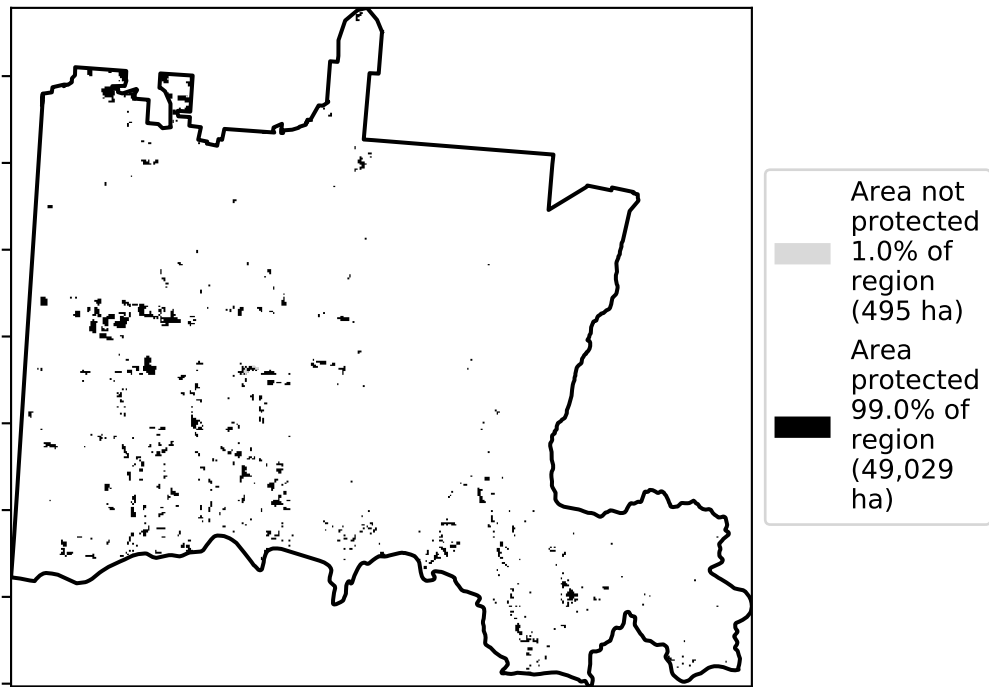 Area not
protected
1.0% of
region
(495 ha)
Area
protected
99.0% of
region
(49,029
ha)